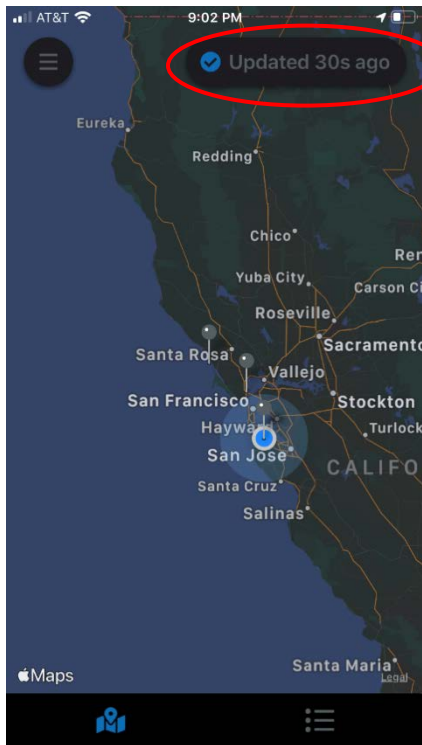 AT&T
9:02 PM
Updated 30s ago
Eureka
Redding
Chico
Ren
Yuba City
Carson Ci
Roseville
Sacramento
Santa Rosa
Vallejo
San Francisco
Stockton
Hayward
Turlock
San Jose
CALIFO
Santa Cruz
Salinas
Maps
Santa Maria
Legal